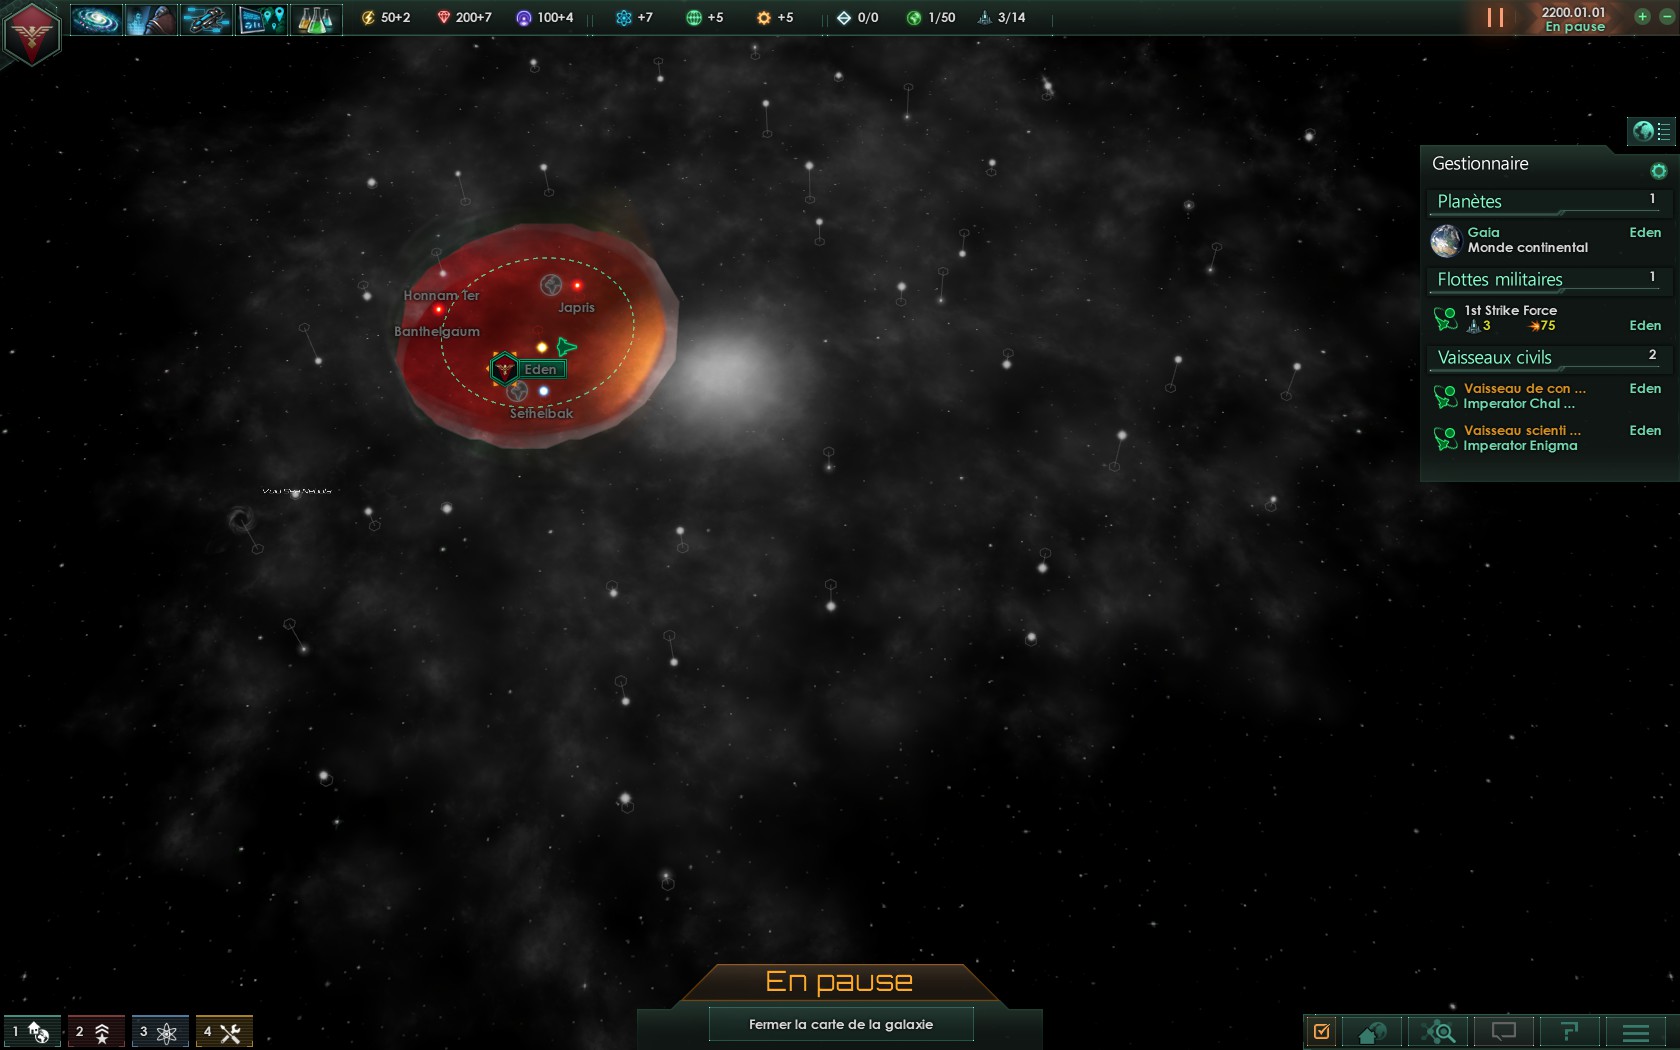 50+2 200+7 100+4 +7 +5 +5 0/0 1/50 3/14
2200.01.01
En pause
Gestionnaire
Planètes 1
Gaia Eden
Monde continental
Flottes militaires 1
1st Strike Force
3 75 Eden
Vaisseaux civils 2
Vaisseau de con ... Eden
Imperator Chal ...
Vaisseau scienti ... Eden
Imperator Enigma
Honnam Ter
Japris
Banthelgaum
Eden
Sethelbak
En pause
Fermer la carte de la galaxie
1 2 3 4